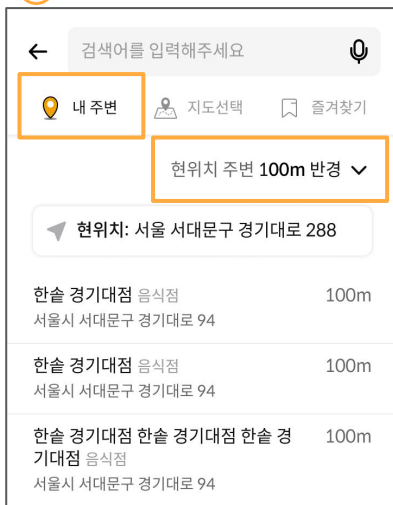 검색어를 입력해주세요
내 주변 지도선택 즐겨찾기
현위치 주변 100m 반경
현위치: 서울 서대문구 경기대로 288
한솥 경기대점 음식점 100m
서울시 서대문구 경기대로 94
한솥 경기대점 음식점 100m
서울시 서대문구 경기대로 94
한솥 경기대점 한솥 경기대점 한솥 경 100m
기대점 음식점
서울시 서대문구 경기대로 94